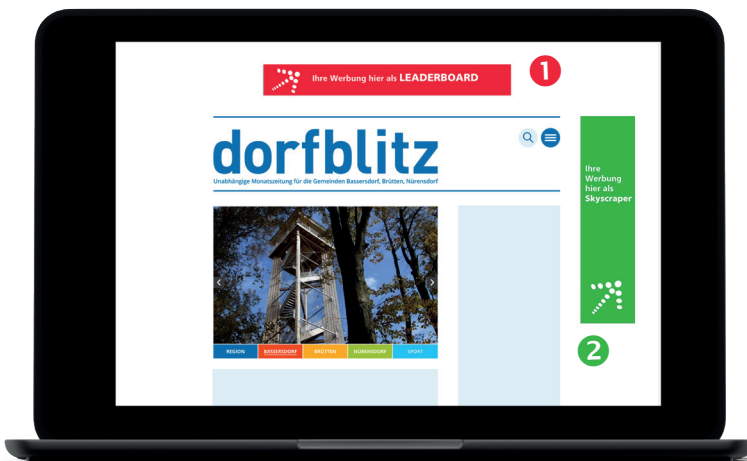 Ihre Werbung hier als LEADERBOARD
1
dorfblitz
Unabhängige Monatszeitung für die Gemeinden Bassersdorf, Brütten, Nürensdorf
Ihre
Werbung
hier als
Skyscraper
REGION BASSERSDORF BRÜTTEN NÜRENSDORF SPORT
2